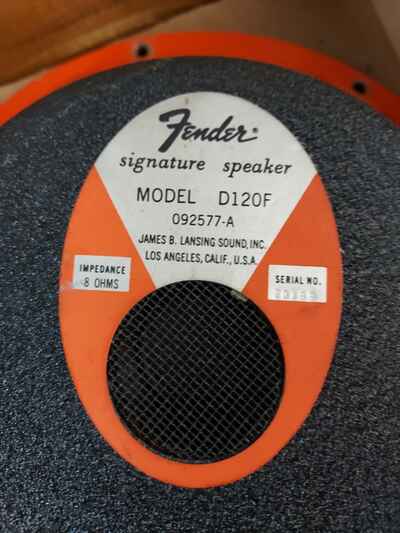 Fender®
signature speaker
MODEL D120F
092577-A
JAMES B. LANSING SOUND, INC.
LOS ANGELES, CALIF., U.S.A.
IMPEDANCE
8 OHMS
SERIAL NO.